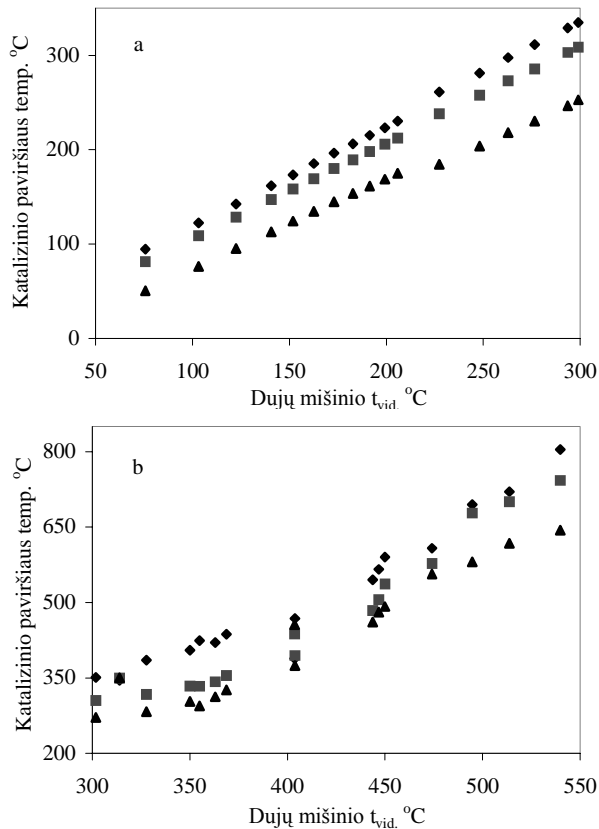 a
Katalizinio paviršiaus temp. °C
300
200
100
0
50 100 150 200 250 300
Dujų mišinio tvid. °C
b
Katalizinio paviršiaus temp. °C
800
650
500
350
200
300 350 400 450 500 550
Dujų mišinio tvid. °C